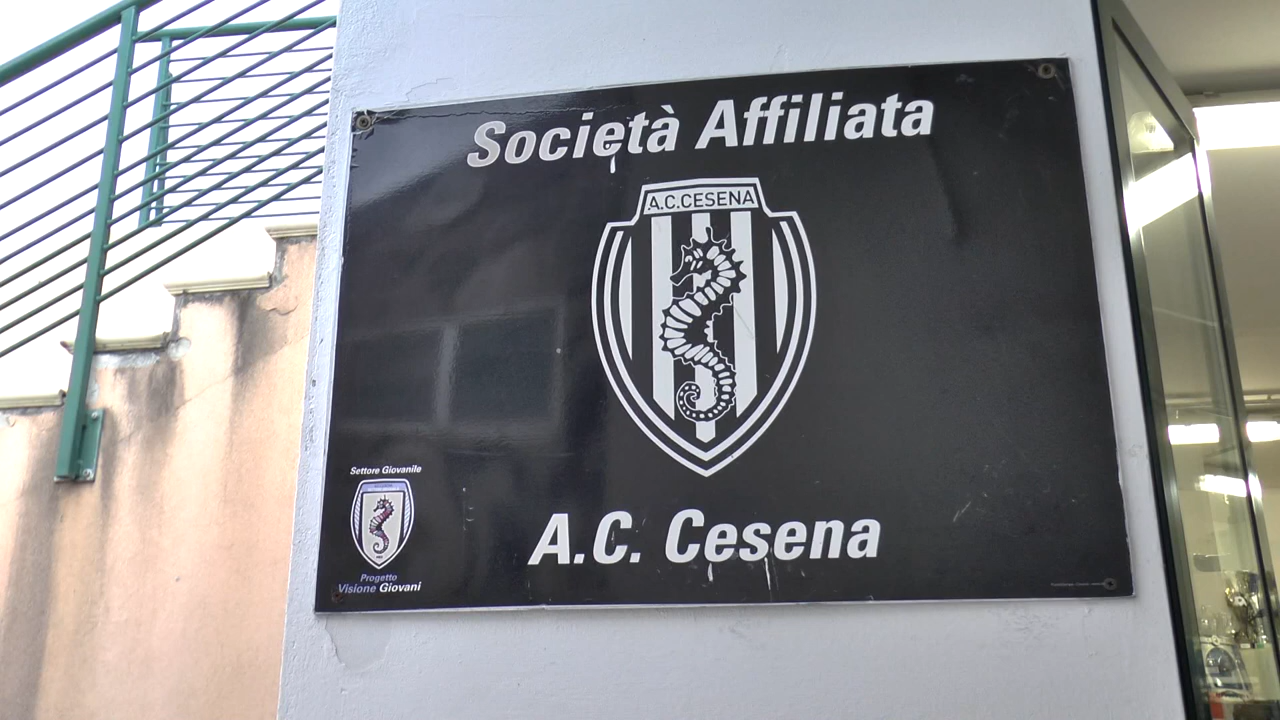 Società Affiliata
A.C.CESENA
A.C. Cesena
Settore Giovanile
Progetto
Visione Giovani